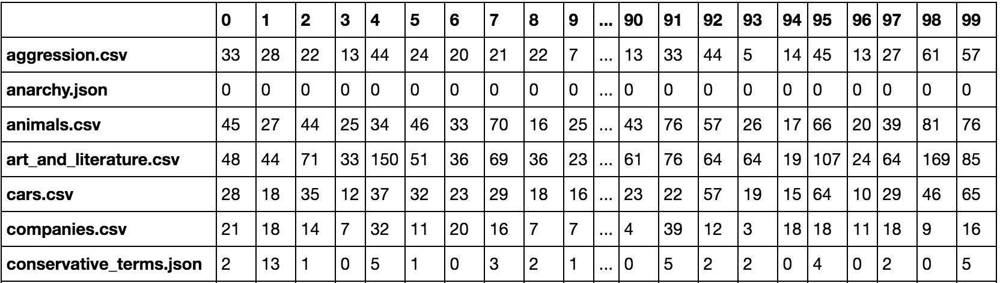 0 1 2 3 4 5 6 7 8 9 ... 90 91 92 93 94 95 96 97 98 99
aggression.csv 33 28 22 13 44 24 20 21 22 7 ... 13 33 44 5 14 45 13 27 61 57
anarchy.json 0 0 0 0 0 0 0 0 0 0 ... 0 0 0 0 0 0 0 0 0 0
animals.csv 45 27 44 25 34 46 33 70 16 25 ... 43 76 57 26 17 66 20 39 81 76
art_and_literature.csv 48 44 71 33 150 51 36 69 36 23 ... 61 76 64 64 19 107 24 64 169 85
cars.csv 28 18 35 12 37 32 23 29 18 16 ... 23 22 57 19 15 64 10 29 46 65
companies.csv 21 18 14 7 32 11 20 16 7 7 ... 4 39 12 3 18 18 11 18 9 16
conservative_terms.json 2 13 1 0 5 1 0 3 2 1 ... 0 5 2 2 0 4 0 2 0 5